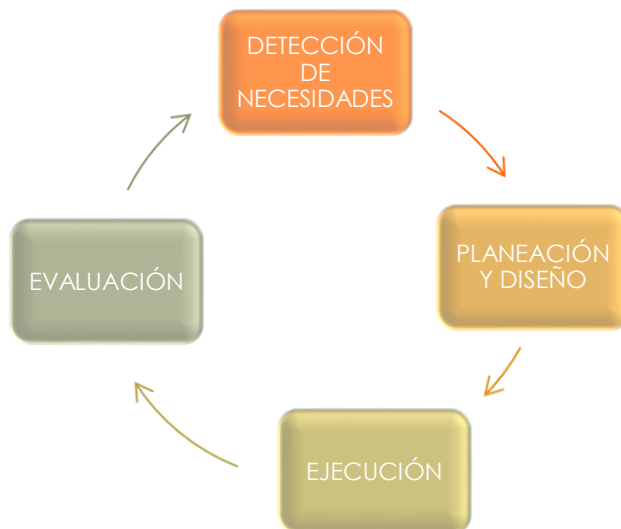 DETECCIÓN
DE
NECESIDADES
PLANEACIÓN
Y DISEÑO
EJECUCIÓN
EVALUACIÓN